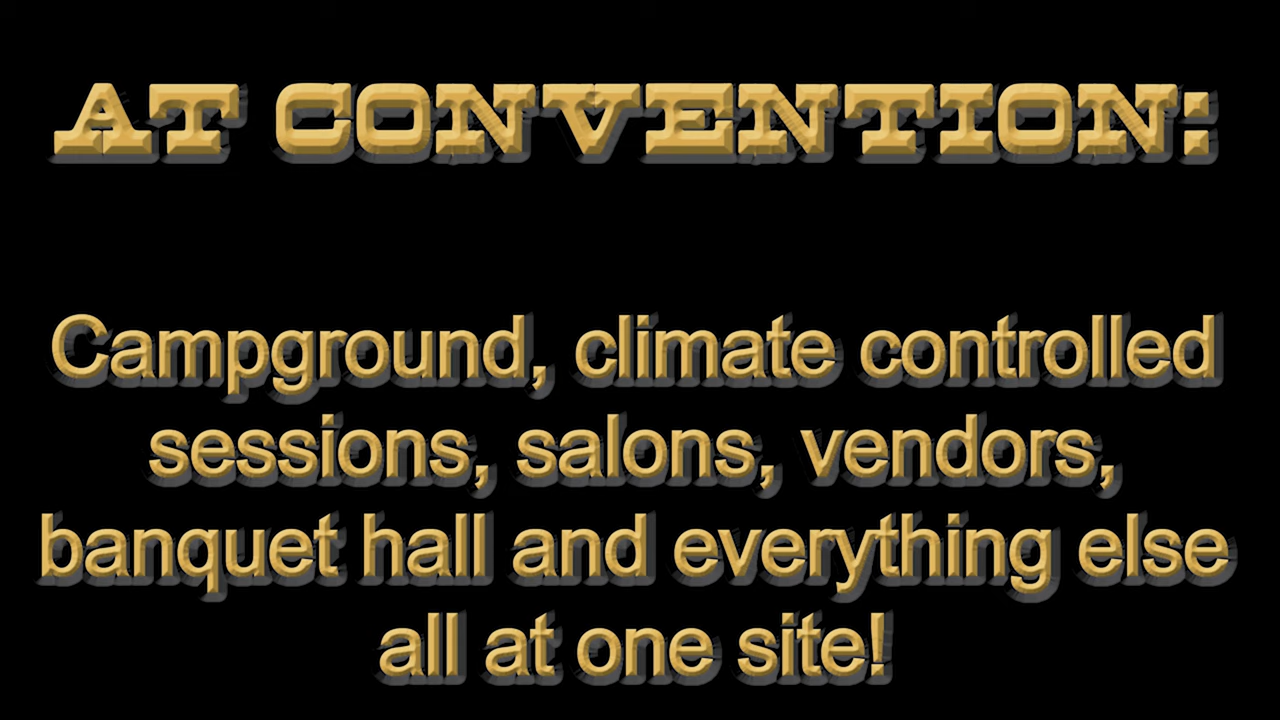 AT CONVENTION:
Campground, climate controlled
sessions, salons, vendors,
banquet hall and everything else
all at one site!